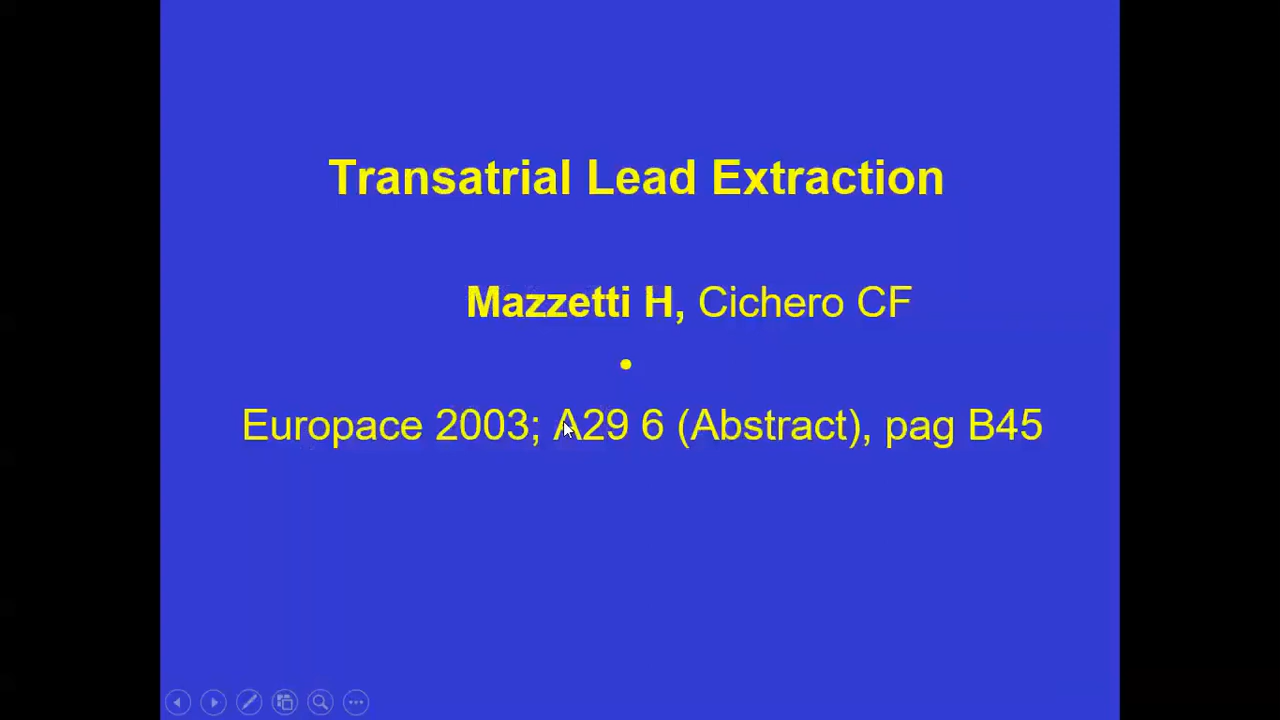 Transatrial Lead Extraction
Mazzetti H, Cichero CF
•
Europace 2003; A29 6 (Abstract), pag B45